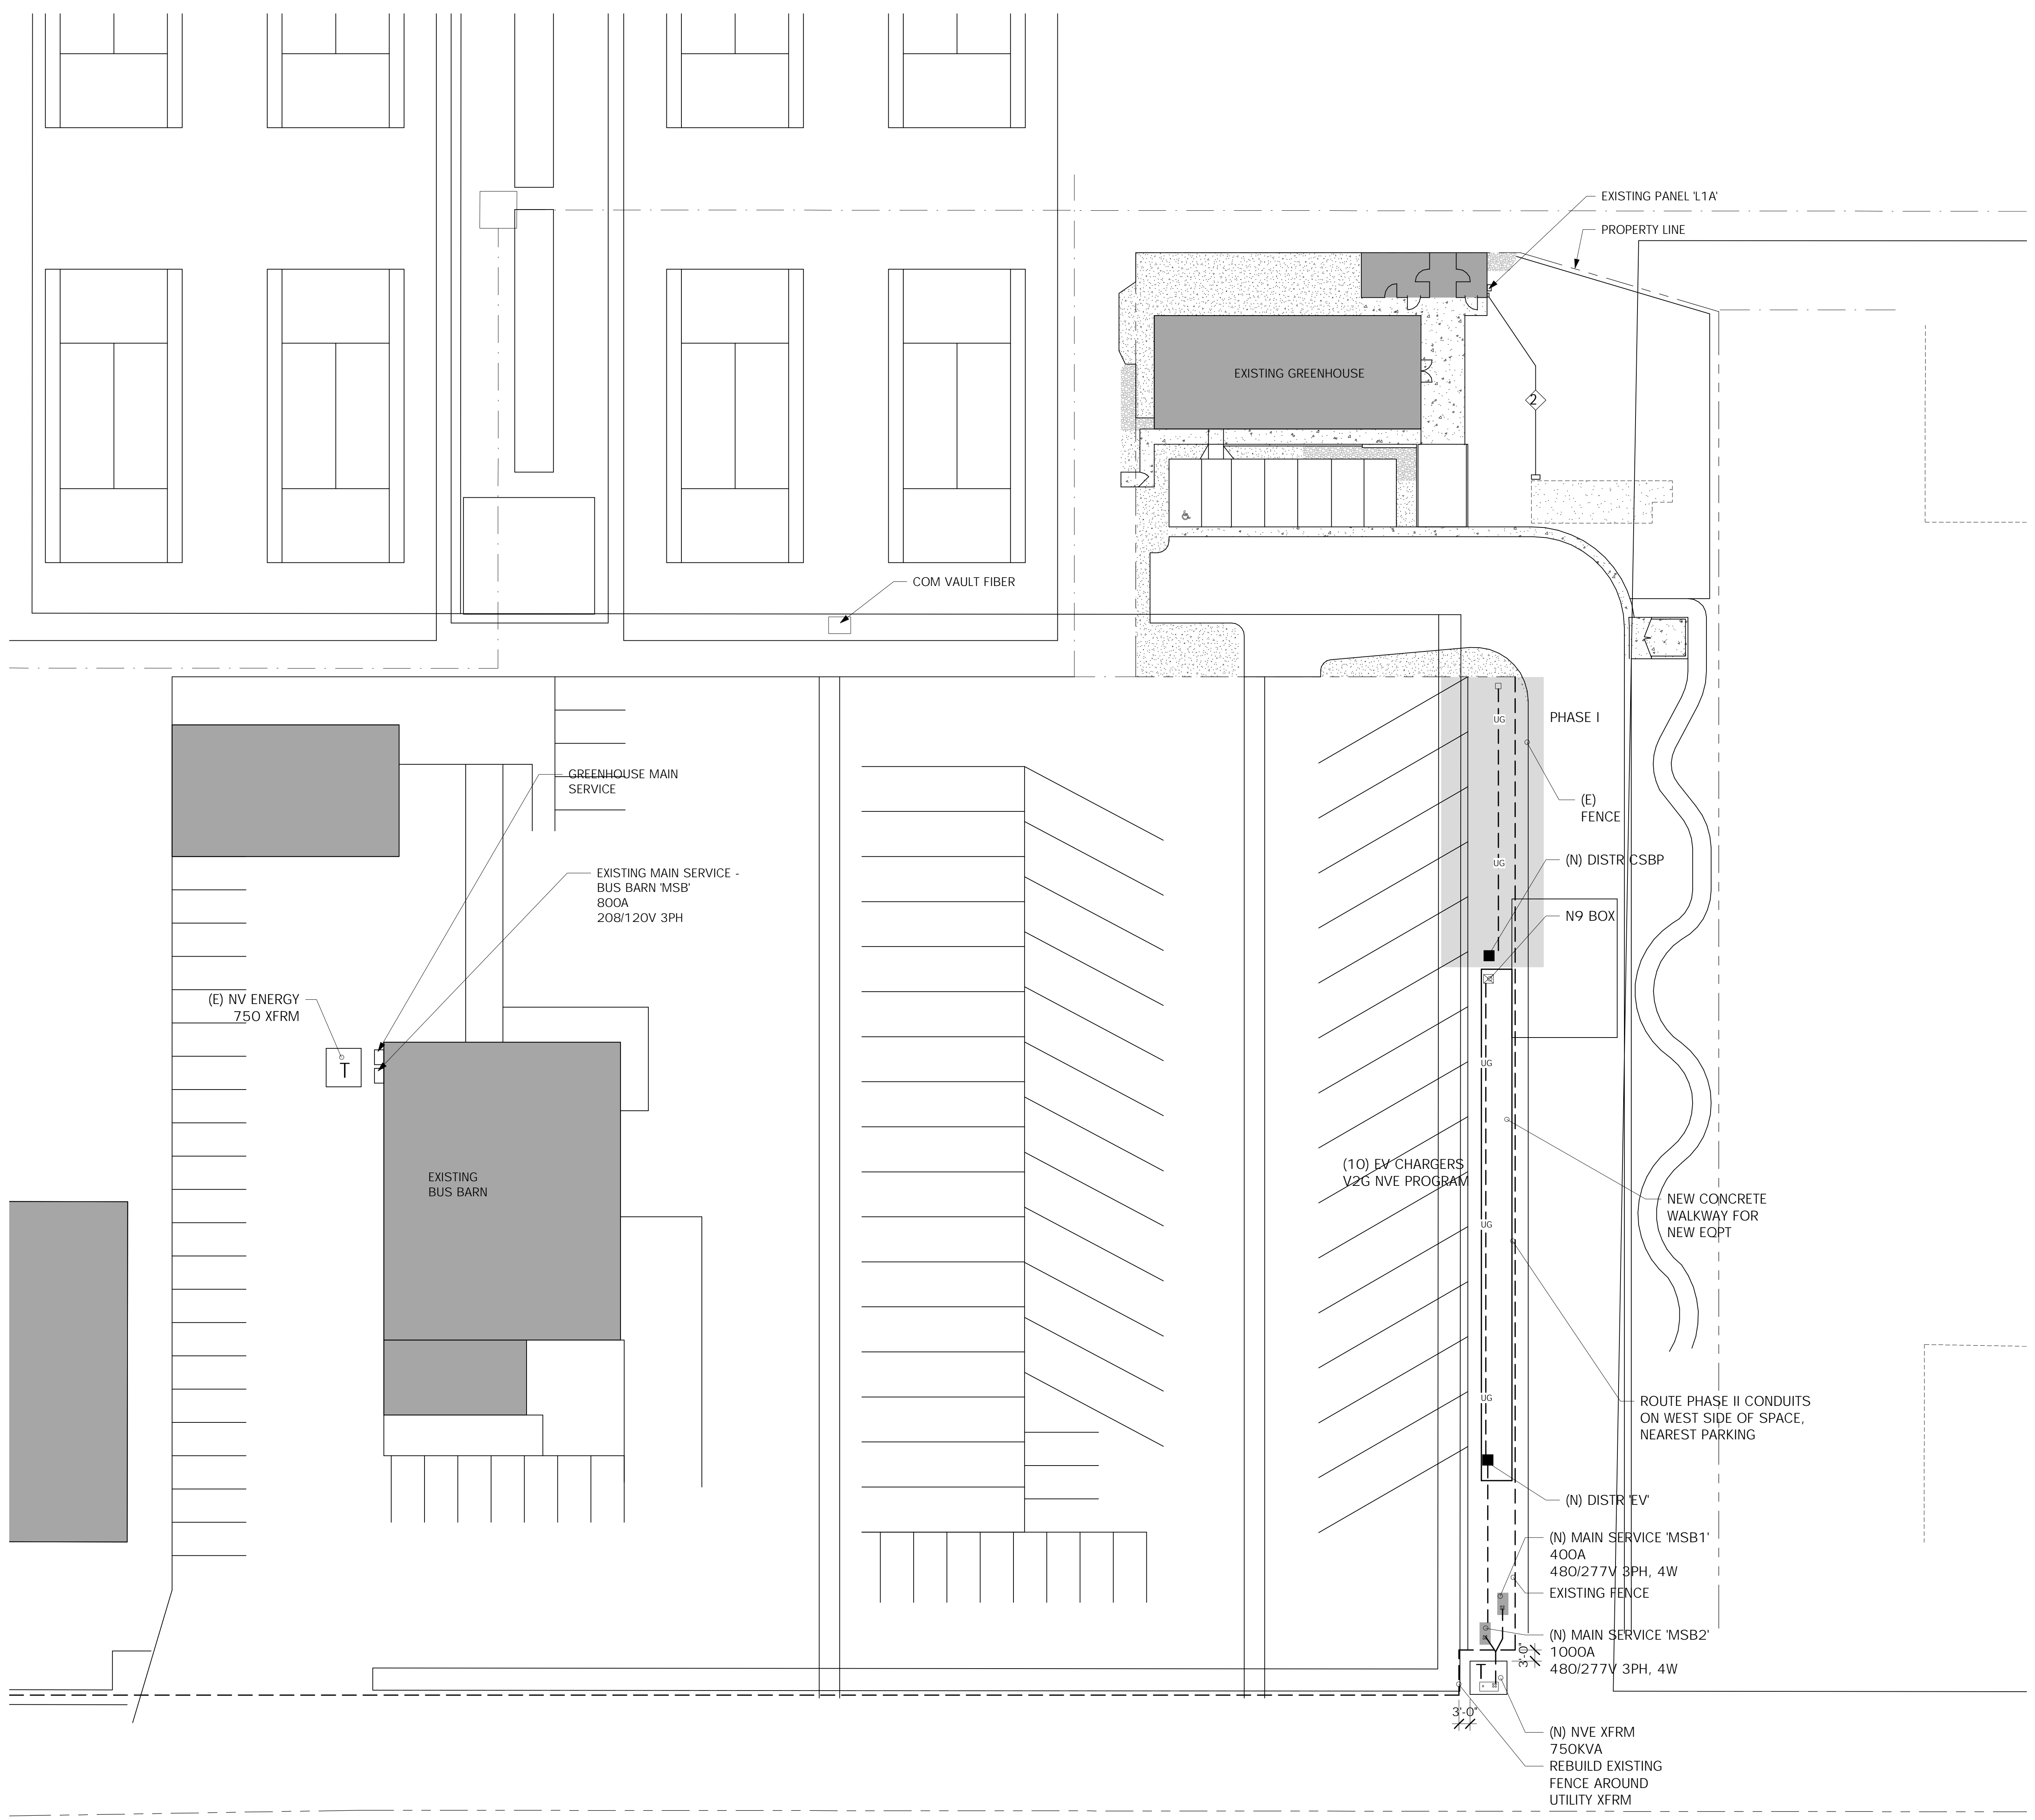 EXISTING PANEL 'L1A'
PROPERTY LINE
EXISTING GREENHOUSE
2
COM VAULT FIBER
PHASE I
UG
GREENHOUSE MAIN
SERVICE
(E)
FENCE
UG
(N) DISTR CSBP
EXISTING MAIN SERVICE -
BUS BARN 'MSB'
800A
208/120V 3PH
N9 BOX
(E) NV ENERGY
750 XFRM
T
UG
(10) EV CHARGERS
V2G NVE PROGRAM
EXISTING
BUS BARN
NEW CONCRETE
WALKWAY FOR
NEW EQPT
UG
UG
ROUTE PHASE II CONDUITS
ON WEST SIDE OF SPACE,
NEAREST PARKING
(N) DISTR 'EV'
(N) MAIN SERVICE 'MSB1'
400A
480/277V 3PH, 4W
EXISTING FENCE
(N) MAIN SERVICE 'MSB2'
1000A
480/277V 3PH, 4W
3'-0"
T
3'-0"
(N) NVE XFRM
750KVA
REBUILD EXISTING
FENCE AROUND
UTILITY XFRM